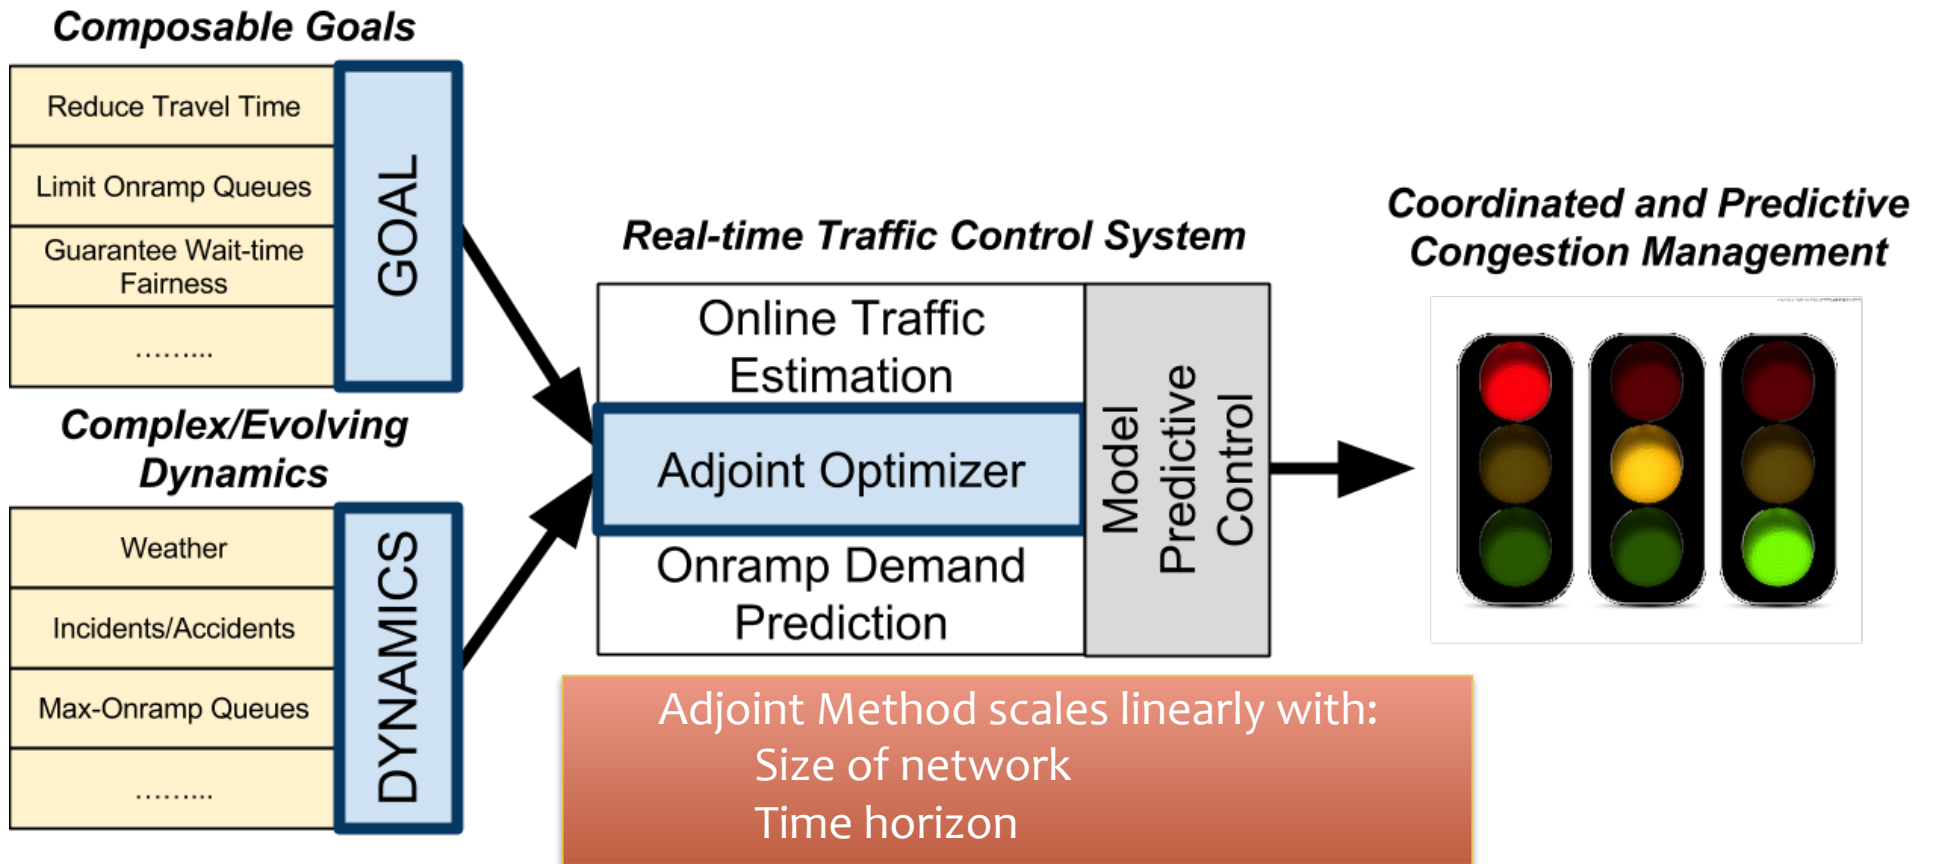 Composable Goals
Reduce Travel Time
Limit Onramp Queues
Guarantee Wait-time
Fairness
……....
GOAL
Complex/Evolving
Dynamics
Weather
Incidents/Accidents
Max-Onramp Queues
……....
DYNAMICS
Real-time Traffic Control System
Online Traffic
Estimation
Adjoint Optimizer
Onramp Demand
Prediction
Model
Predictive
Control
Coordinated and Predictive
Congestion Management
Adjoint Method scales linearly with:
Size of network
Time horizon